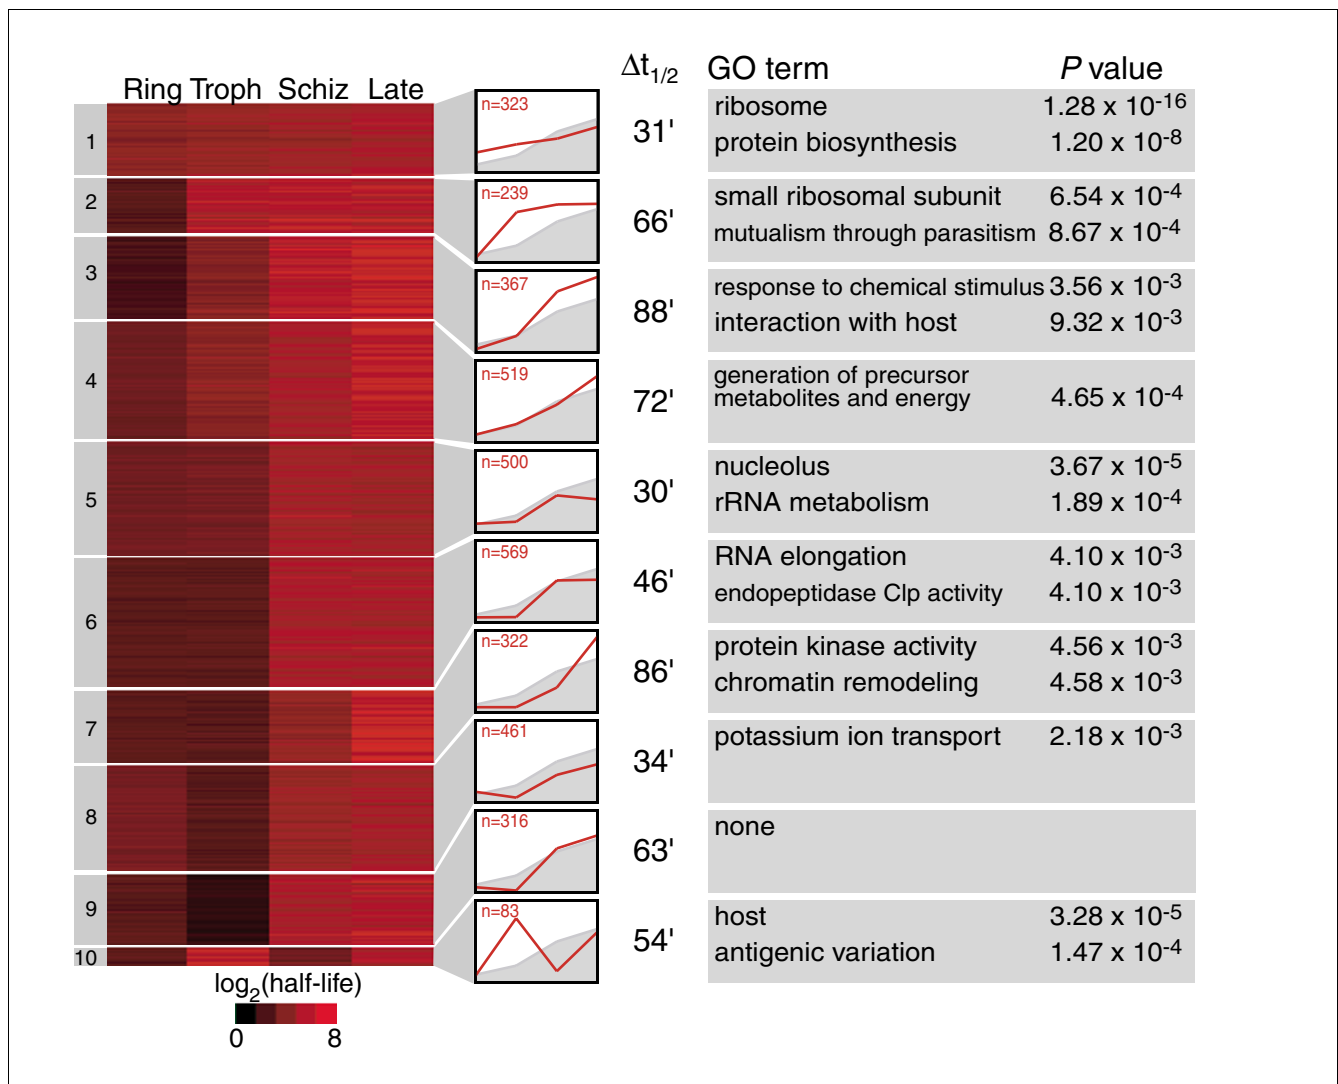 Δt1/2 GO term P value
Ring Troph Schiz Late
1 n=323 31' ribosome 1.28 x 10-16
protein biosynthesis 1.20 x 10-8
2 n=239 66' small ribosomal subunit 6.54 x 10-4
mutualism through parasitism 8.67 x 10-4
3 n=367 88' response to chemical stimulus 3.56 x 10-3
interaction with host 9.32 x 10-3
4 n=519 72' generation of precursor
metabolites and energy 4.65 x 10-4
5 n=500 30' nucleolus 3.67 x 10-5
rRNA metabolism 1.89 x 10-4
6 n=569 46' RNA elongation 4.10 x 10-3
endopeptidase Clp activity 4.10 x 10-3
7 n=322 86' protein kinase activity 4.56 x 10-3
chromatin remodeling 4.58 x 10-3
8 n=461 34' potassium ion transport 2.18 x 10-3
9 n=316 63' none
10 n=83 54' host 3.28 x 10-5
antigenic variation 1.47 x 10-4
log2(half-life)
0 8